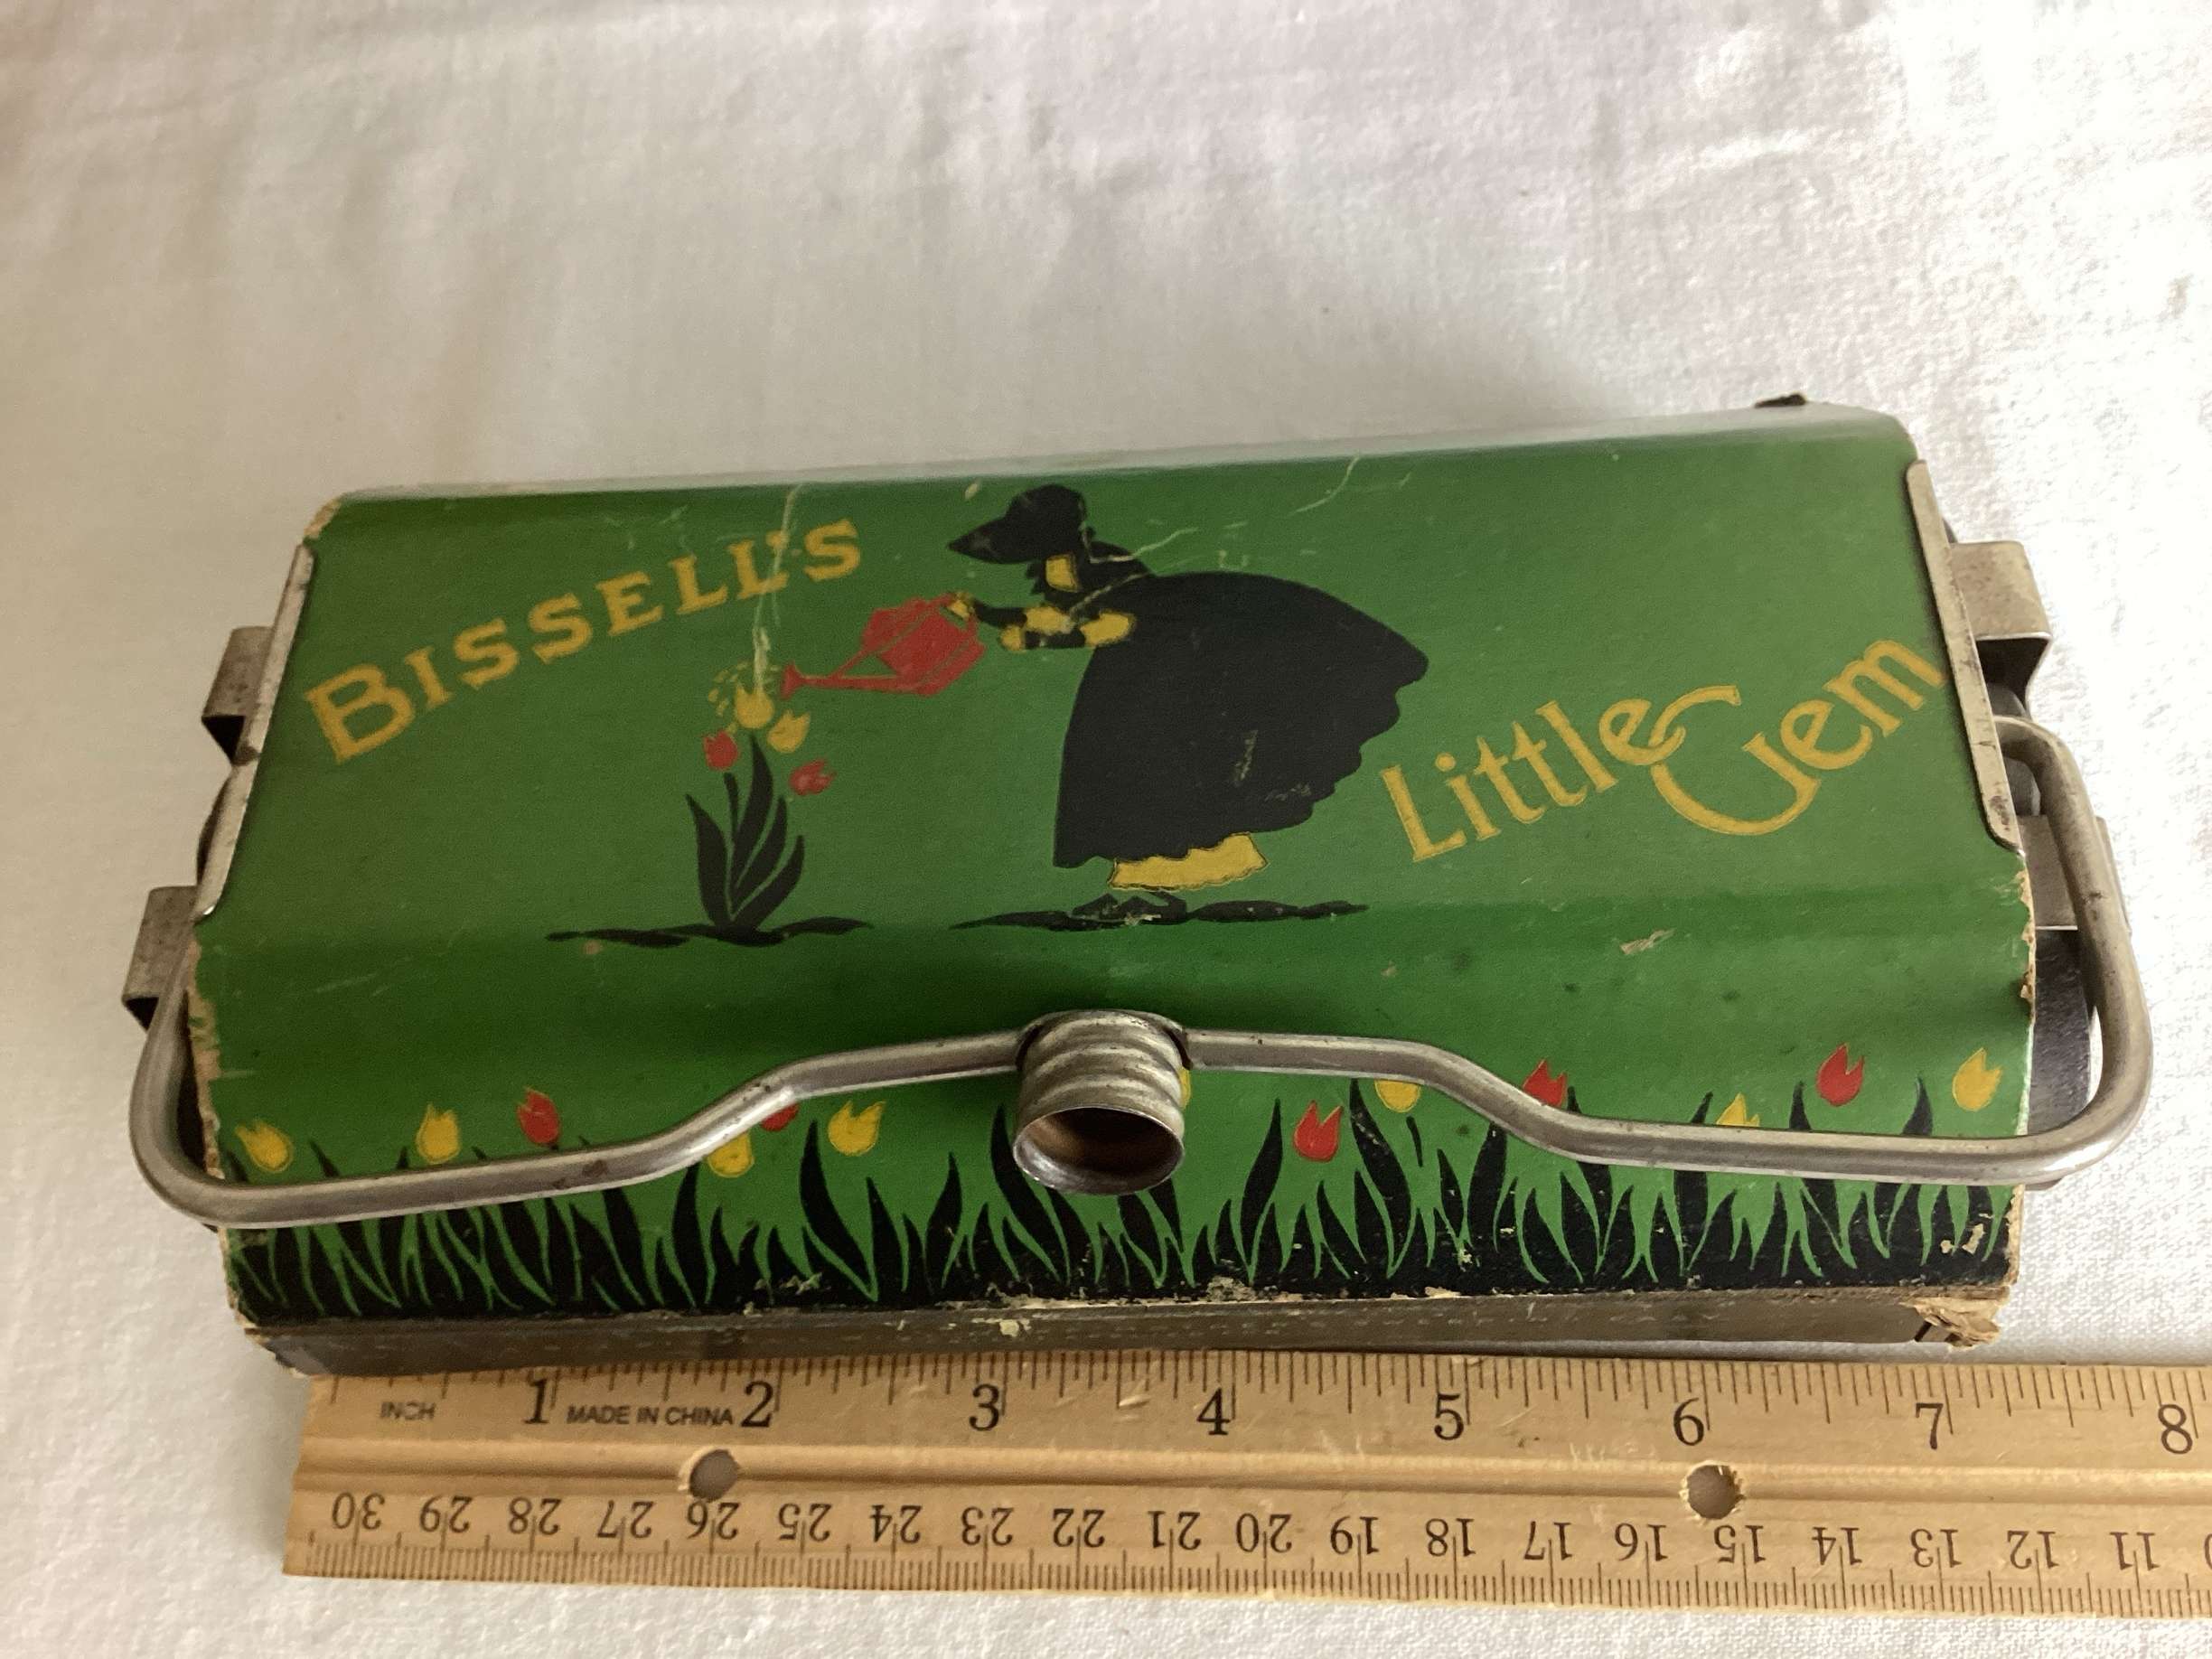 BISSELL'S
Little Gem
INCH 1 MADE IN CHINA 2 3 4 5 6 7 8
30 29 28 27 26 25 24 23 22 21 20 19 18 17 16 15 14 13 12 11